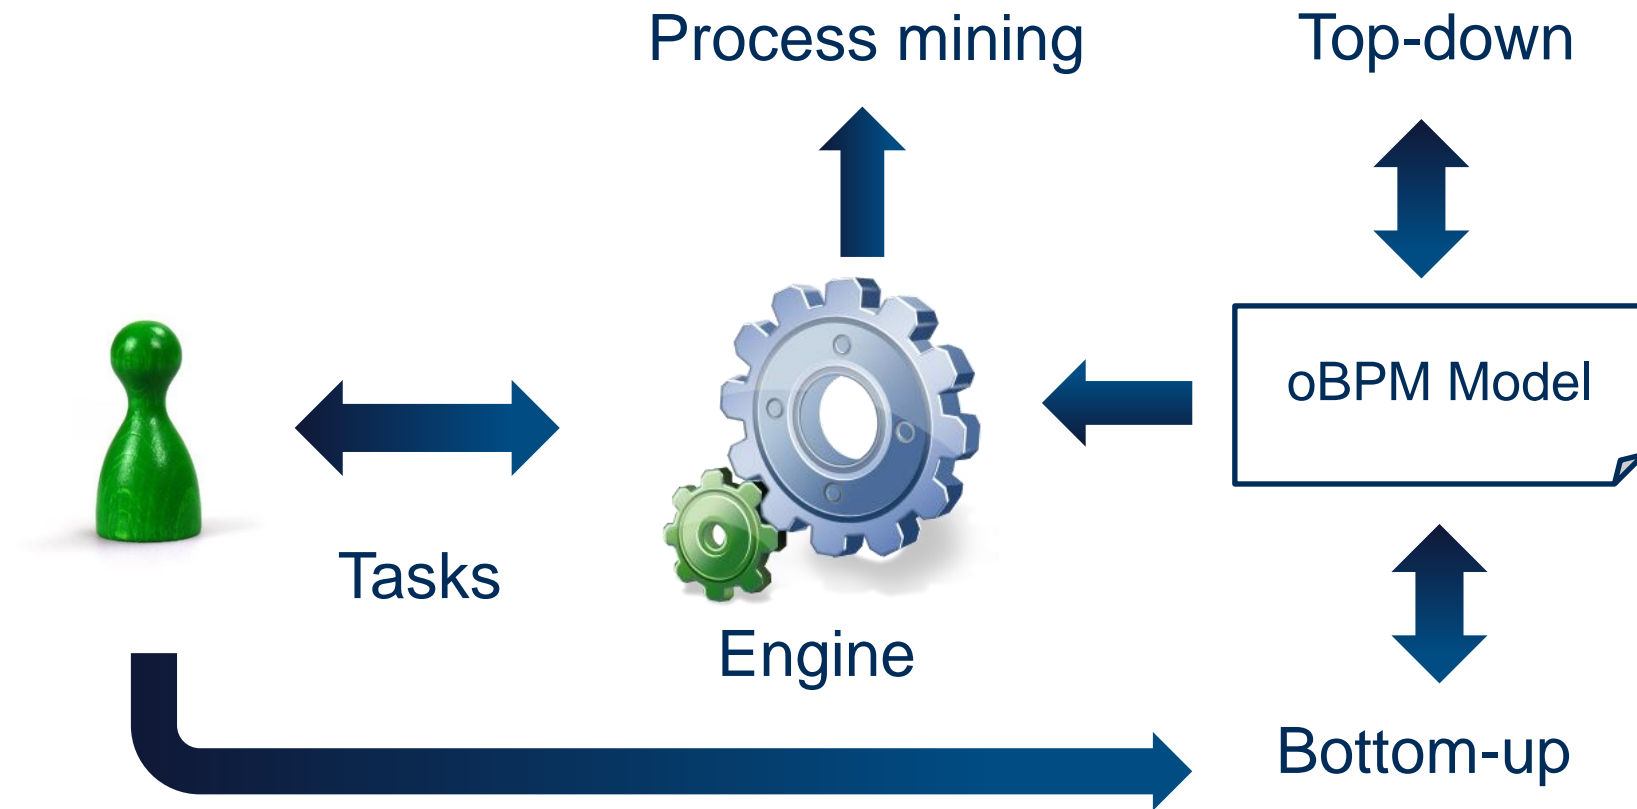 Process mining
Top-down
oBPM Model
Tasks
Engine
Bottom-up